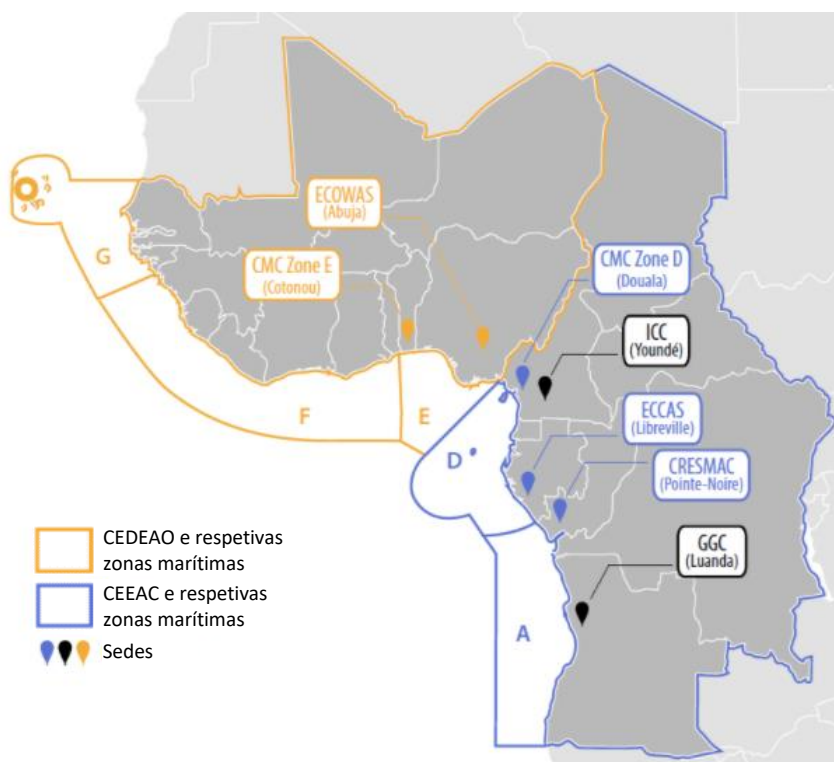 ECOWAS
(Abuja)
G
CMC Zone E
(Cotonou)
CMC Zone D
(Douala)
ICC
(Youndé)
F
E
D
ECCAS
(Libreville)
CRESMAC
(Pointe-Noire)
CEDEAO e respetivas
zonas marítimas
GGC
(Luanda)
CEEAC e respetivas
zonas marítimas
A
Sedes